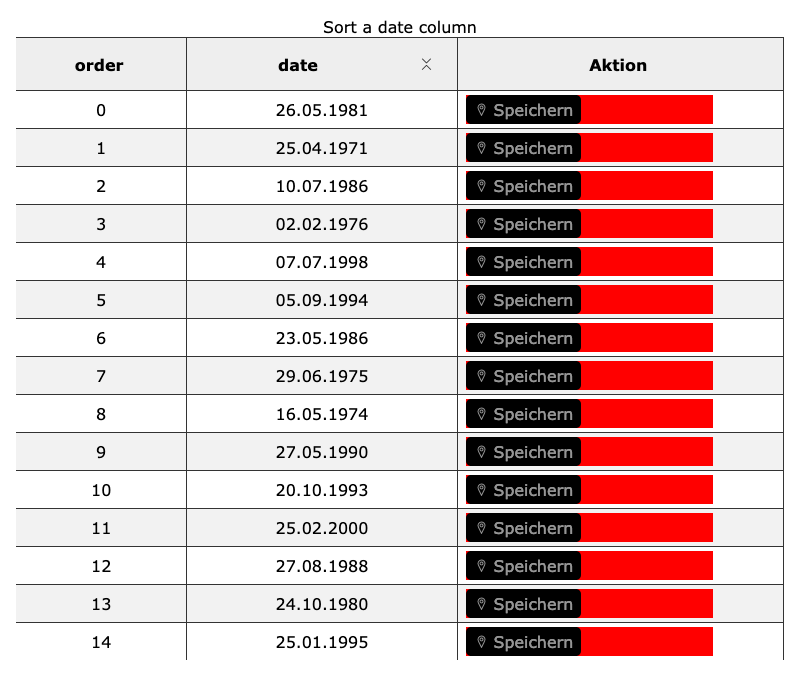 Sort a date column
order date Aktion
0 26.05.1981 Speichern
1 25.04.1971 Speichern
2 10.07.1986 Speichern
3 02.02.1976 Speichern
4 07.07.1998 Speichern
5 05.09.1994 Speichern
6 23.05.1986 Speichern
7 29.06.1975 Speichern
8 16.05.1974 Speichern
9 27.05.1990 Speichern
10 20.10.1993 Speichern
11 25.02.2000 Speichern
12 27.08.1988 Speichern
13 24.10.1980 Speichern
14 25.01.1995 Speichern